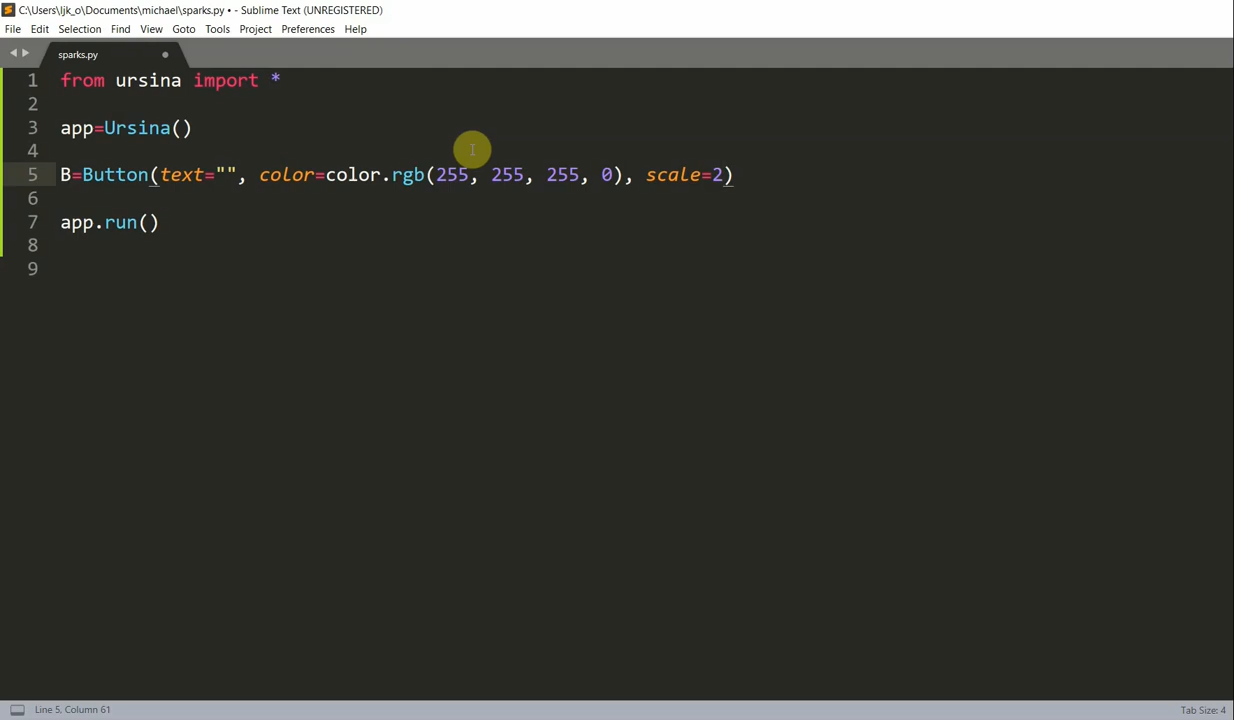 C:\Users\ljk_o\Documents\michael\sparks.py • - Sublime Text (UNREGISTERED)
File Edit Selection Find View Goto Tools Project Preferences Help
sparks.py
1 from ursina import *
2
3 app=Ursina()
4
5 B=Button(text="", color=color.rgb(255, 255, 255, 0), scale=2)
6
7 app.run()
8
9
Line 5, Column 61 Tab Size: 4